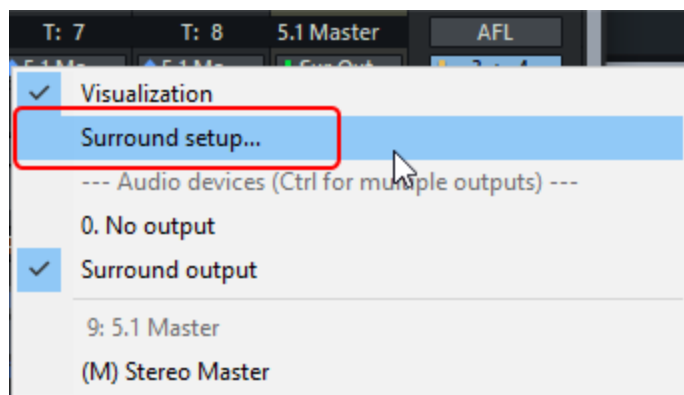 T: 7 T: 8 5.1 Master AFL
Visualization
Surround setup...
--- Audio devices (Ctrl for multiple outputs) ---
0. No output
Surround output
9: 5.1 Master
(M) Stereo Master